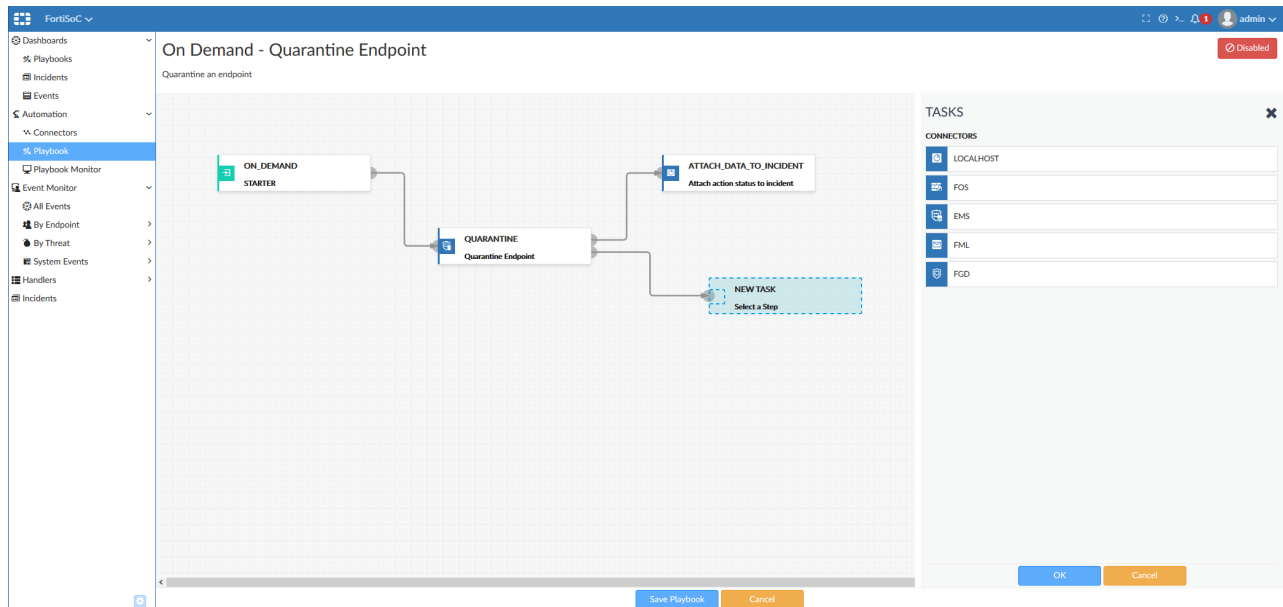 FortiSoC
1
admin
Dashboards
Playbooks
Incidents
Events
Automation
Connectors
Playbook
Playbook Monitor
Event Monitor
All Events
By Endpoint
By Threat
System Events
Handlers
Incidents
On Demand - Quarantine Endpoint
Disabled
Quarantine an endpoint
ON_DEMAND
STARTER
ATTACH_DATA_TO_INCIDENT
Attach action status to incident
QUARANTINE
Quarantine Endpoint
NEW TASK
Select a Step
TASKS
CONNECTORS
LOCALHOST
FOS
EMS
FML
FGD
OK
Cancel
Save Playbook
Cancel